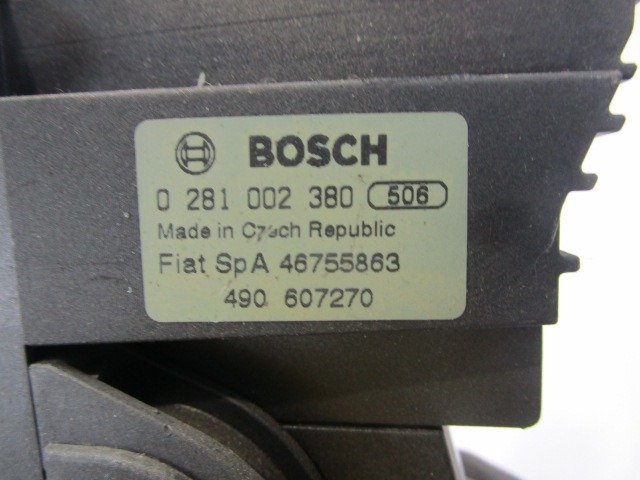 BOSCH
0 281 002 380 506
Made in Czech Republic
Fiat SpA 46755863
490 607270